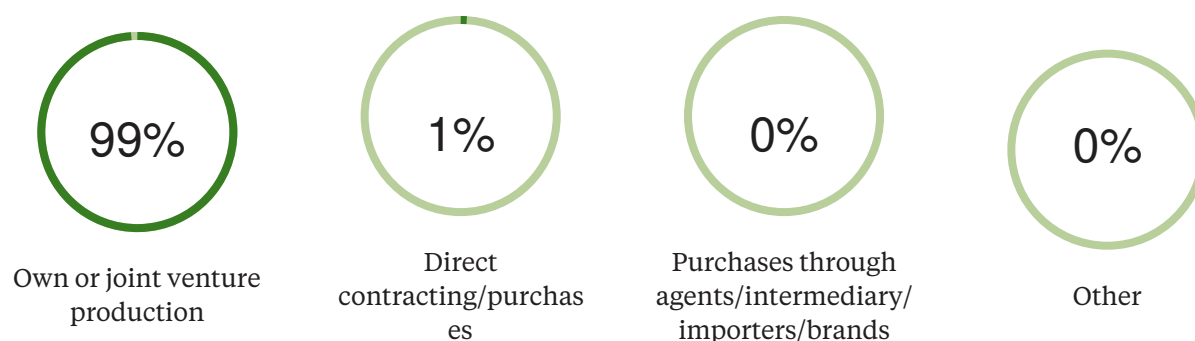 99%
Own or joint venture
production
1%
Direct
contracting/purchas
es
0%
Purchases through
agents/intermediary/
importers/brands
0%
Other